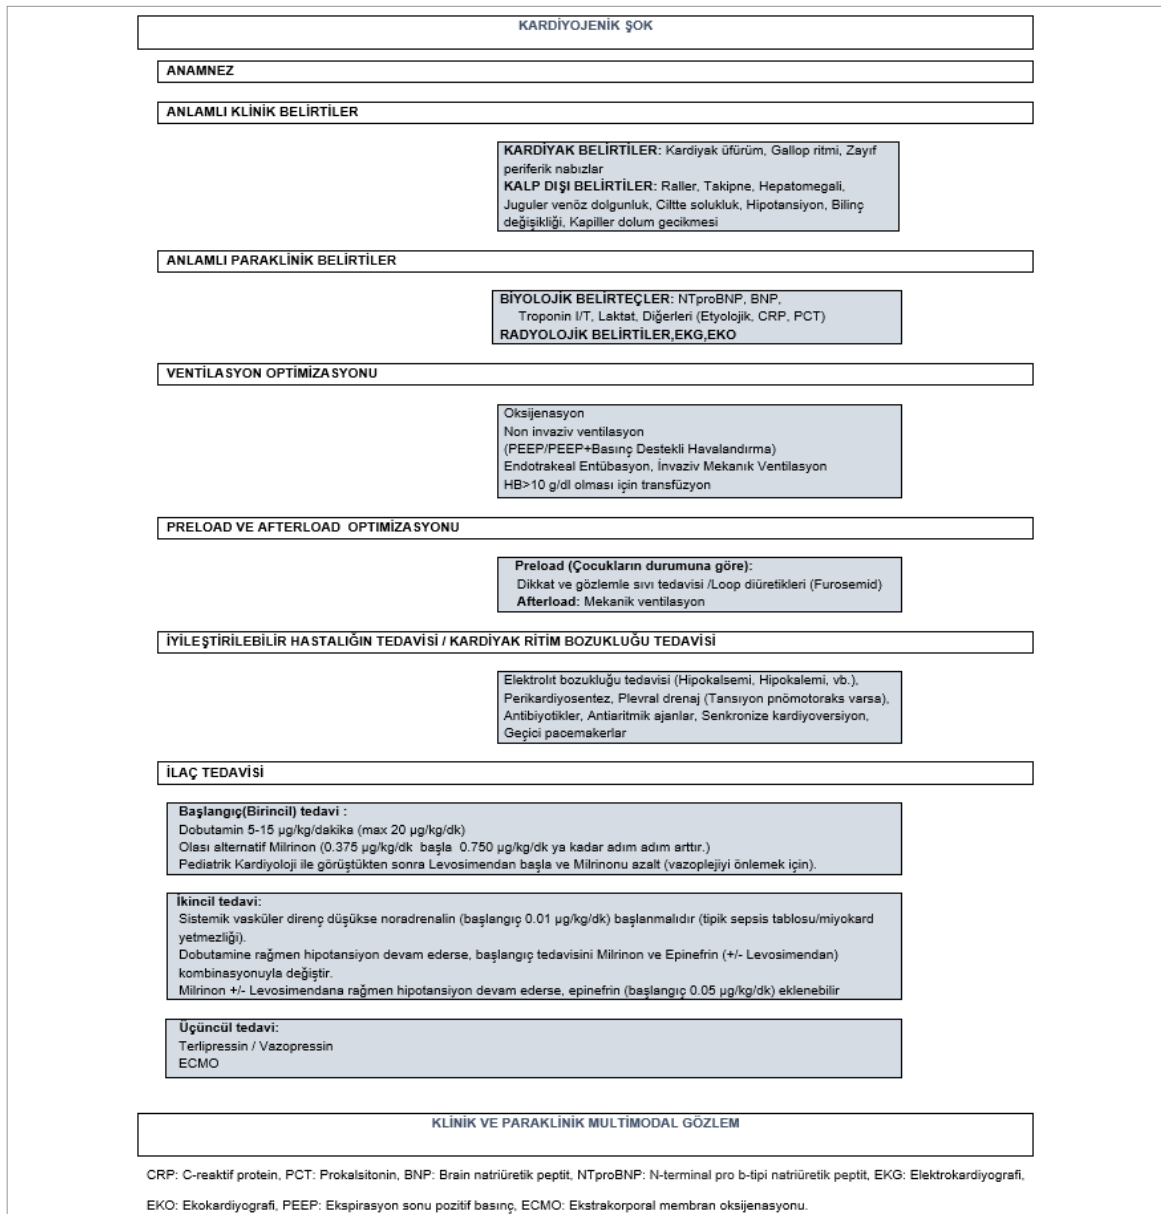 KARDİYOJENİK ŞOK
ANAMNEZ
ANLAMLI KLİNİK BELİRTİLER
KARDİYAK BELİRTİLER: Kardiyak üfürüm, Gallop ritmi, Zayıf
periferik nabızlar
KALP DIŞI BELİRTİLER: Raller, Takipne, Hepatomegali,
Juguler venöz dolgunluk, Ciltte solukluk, Hipotansiyon, Bilinç
değişikliği, Kapiller dolum gecikmesi
ANLAMLI PARAKLİNİK BELİRTİLER
BİYOLOJİK BELİRTEÇLER: NTproBNP, BNP,
Troponin I/T, Laktat, Diğerleri (Etyolojik, CRP, PCT)
RADYOLOJİK BELİRTİLER,EKG,EKO
VENTİLASYON OPTİMİZASYONU
Oksijenasyon
Non invaziv ventilasyon
(PEEP/PEEP+Basınç Destekli Havalandırma)
Endotrakeal Entübasyon, İnvaziv Mekanık Ventilasyon
HB>10 g/dl olması için transfüzyon
PRELOAD VE AFTERLOAD OPTIMİZASYONU
Preload (Çocukların durumuna göre):
Dikkat ve gözlemle sıvı tedavisi /Loop diüretikleri (Furosemid)
Afterload: Mekanik ventilasyon
İYİLEŞTİRİLEBİLİR HASTALIĞIN TEDAVİSİ / KARDİYAK RİTIM BOZUKLUĞU TEDAVİSİ
Elektrolıt bozukluğu tedavisi (Hipokalsemi, Hipokalemi, vb.),
Perikardiyosentez, Plevral drenaj (Tansıyon pnömotoraks varsa),
Antibiyotikler, Antiaritmik ajanlar, Senkronize kardiyoversiyon,
Geçici pacemakerlar
İLAÇ TEDAVİSİ
Başlangıç(Birincil) tedavi :
Dobutamin 5-15 µg/kg/dakika (max 20 µg/kg/dk)
Olası alternatif Milrinon (0.375 µg/kg/dk başla 0.750 µg/kg/dk ya kadar adım adım arttır.)
Pediatrik Kardiyoloji ile görüştükten sonra Levosimendan başla ve Milrinonu azalt (vazoplejiyi önlemek için).
İkincil tedavi:
Sistemik vasküler direnç düşükse noradrenalin (başlangıç 0.01 µg/kg/dk) başlanmalıdır (tipik sepsis tablosu/miyokard
yetmezliği).
Dobutamine rağmen hipotansiyon devam ederse, başlangıç tedavisini Milrinon ve Epinefrin (+/- Levosimendan)
kombinasyonuyla değiştir.
Milrinon +/- Levosimendana rağmen hipotansiyon devam ederse, epinefrin (başlangıç 0.05 µg/kg/dk) eklenebilir
Üçüncül tedavi:
Terlipressin / Vazopressin
ECMO
KLİNİK VE PARAKLİNİK MULTIMODAL GÖZLEM
CRP: C-reaktif protein, PCT: Prokalsitonin, BNP: Brain natriüretik peptit, NTproBNP: N-terminal pro b-tipi natriüretik peptit, EKG: Elektrokardiyografi,
EKO: Ekokardiyografi, PEEP: Ekspirasyon sonu pozitif basınç, ECMO: Ekstrakorporal membran oksijenasyonu.